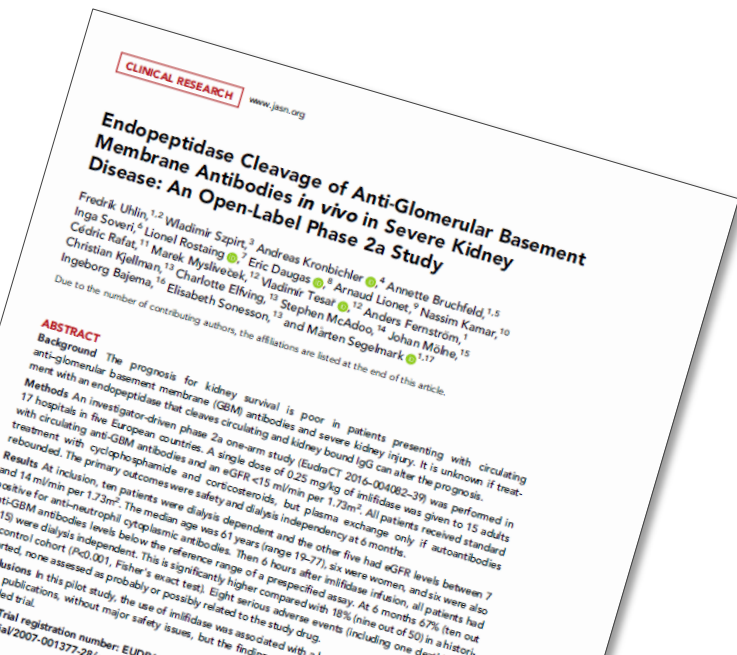 CLINICAL RESEARCH www.jasn.org
Endopeptidase Cleavage of Anti-Glomerular Basement
Membrane Antibodies in vivo in Severe Kidney
Disease: An Open-Label Phase 2a Study
Fredrik Uhlin,1,2 Wladimir Szpirt,3 Andreas Kronbichler,4 Annette Bruchfeld,1,5
Inga Soveri,6 Lionel Rostaing,7 Eric Daugas,8 Arnaud Lionet,9 Nassim Kamar,10
Cédric Rafat,11 Marek Myslivecek,12 Vladimír Tesař,12 Anders Fernström,1
Christian Kjellman,13 Charlotte Elfving,13 Stephen McAdoo,14 Johan Mölne,15
Ingeborg Bajema,16 Elisabeth Sonesson,13 and Mårten Segelmark1,17
Due to the number of contributing authors, the affiliations are listed at the end of this article.
ABSTRACT
Background The prognosis for kidney survival is poor in patients presenting with circulating
anti-glomerular basement membrane (GBM) antibodies and severe kidney injury. It is unknown if treat-
ment with an endopeptidase that cleaves circulating and kidney bound IgG can alter the prognosis.
Methods An investigator-driven phase 2a one-arm study (EudraCT 2016-004082-39) was performed in
17 hospitals in five European countries. A single dose of 0.25 mg/kg of imlifidase was given to 15 adults
with circulating anti-GBM antibodies and an eGFR <15 ml/min per 1.73m². All patients received standard
treatment with cyclophosphamide and corticosteroids, but plasma exchange only if autoantibodies
rebounded. The primary outcomes were safety and dialysis independency at 6 months.
Results At inclusion, ten patients were dialysis dependent and the other five had eGFR levels between 7
and 14 ml/min per 1.73m². The median age was 61 years (range 19–77), six were women, and six were also
positive for anti-neutrophil cytoplasmic antibodies. Then 6 hours after imlifidase infusion, all patients had
nti-GBM antibodies levels below the reference range of a prespecified assay. At 6 months 67% (ten out
15) were dialysis independent. This is significantly higher compared with 18% (nine out of 50) in a histori-
control cohort (P<0.001, Fisher's exact test). Eight serious adverse events (including one de
rted, none assessed as probably or possibly related to the study drug.
lusions In this pilot study, the use of imlifidase was associated with a
publications, without major safety issues, but the findin
led trial.
Trial registration number: EUDR
ial/2007-001377-28/